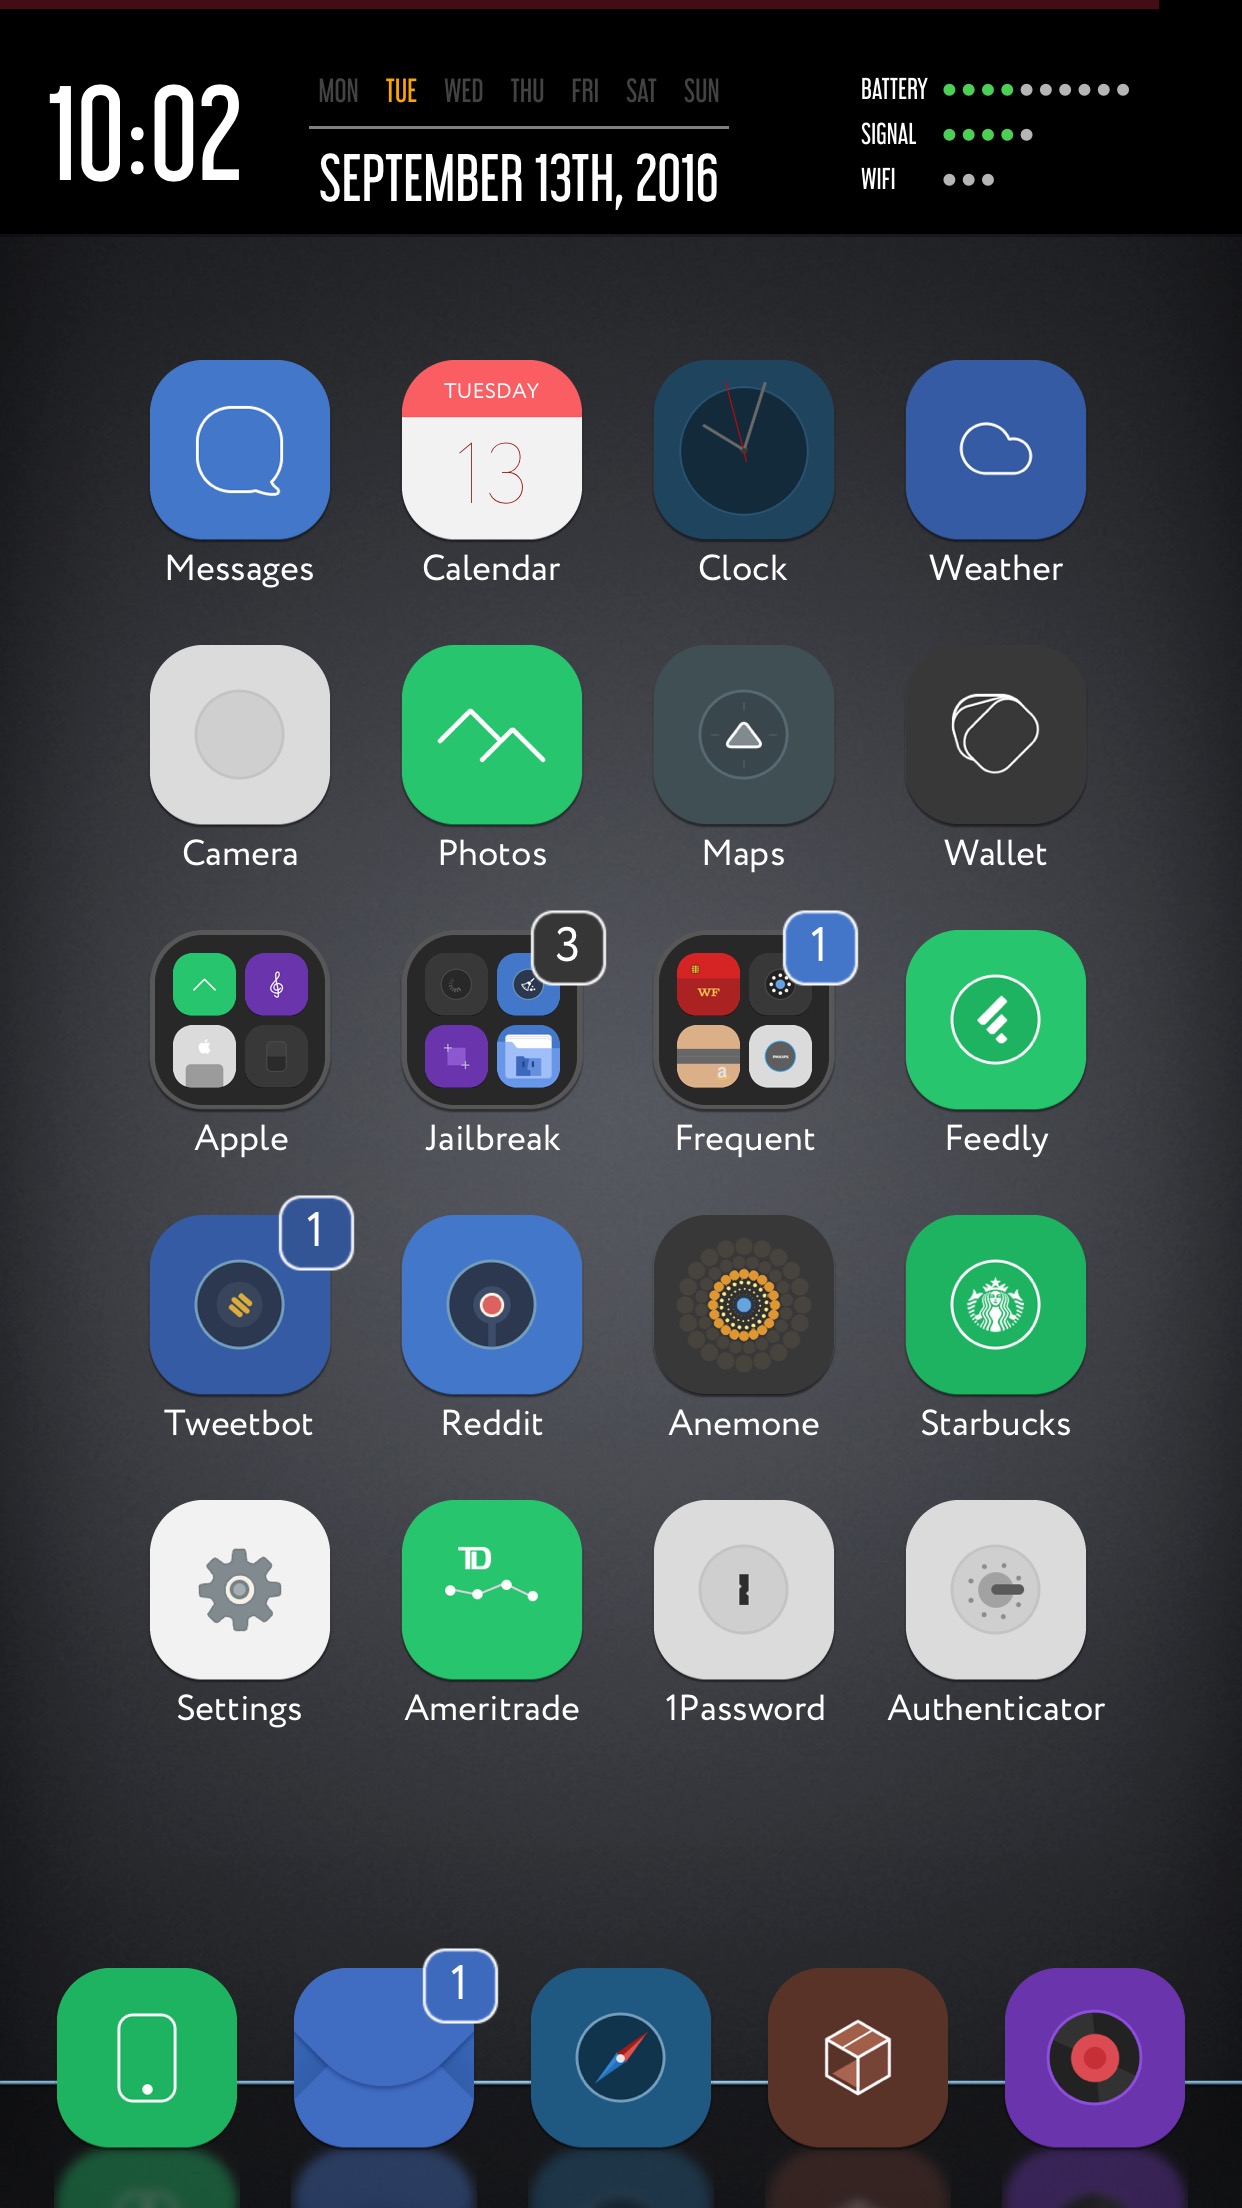 10:02
MON TUE WED THU FRI SAT SUN
SEPTEMBER 13TH, 2016
BATTERY
SIGNAL
WIFI
TUESDAY
13
Messages Calendar Clock Weather
Camera Photos Maps Wallet
3 1
WF
a
Apple Jailbreak Frequent Feedly
1
Tweetbot Reddit Anemone Starbucks
TD
Settings Ameritrade 1Password Authenticator
1